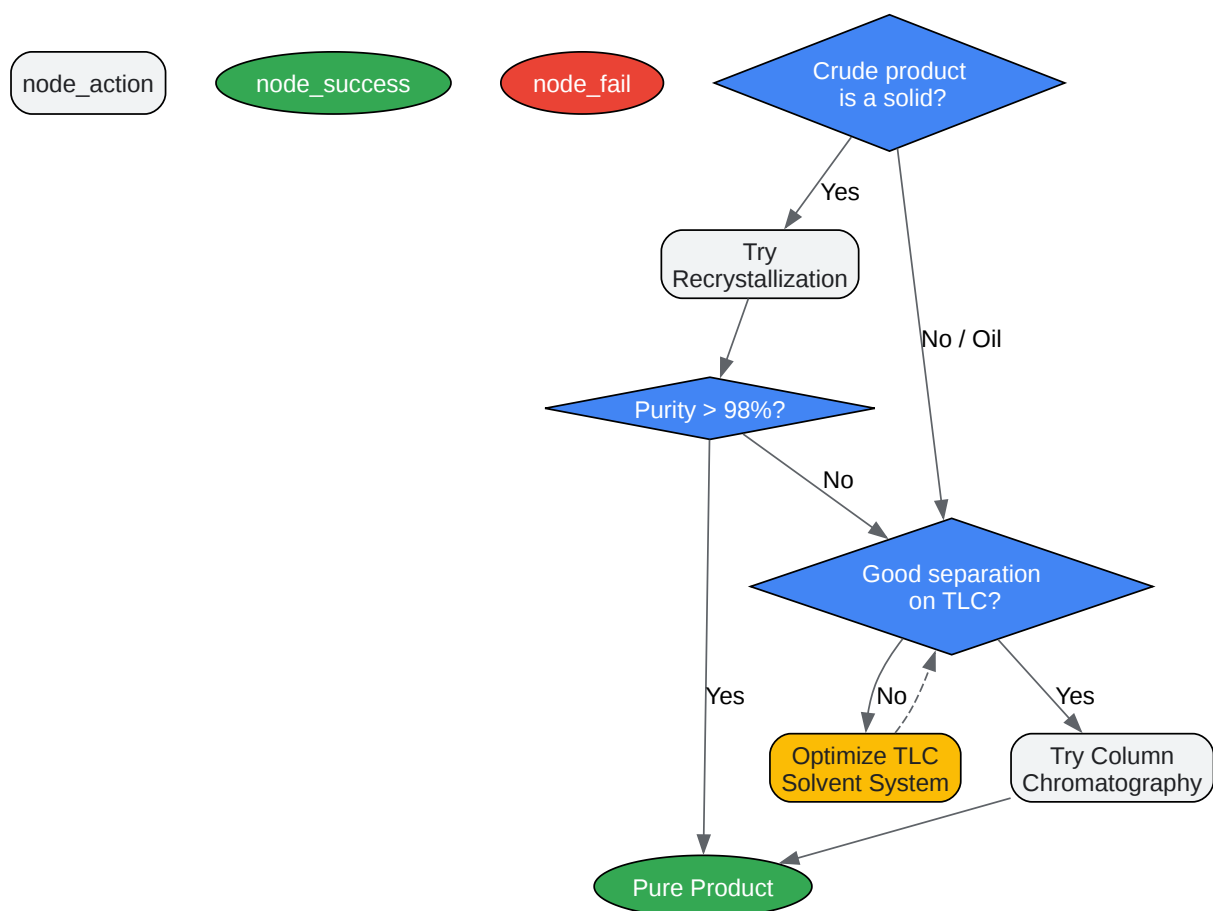 node_action
node_success
node_fail
Crude product
is a solid?
Yes
Try
Recrystallization
No / Oil
Purity > 98%?
No
Good separation
on TLC?
Yes
No
Yes
Optimize TLC
Solvent System
Try Column
Chromatography
Pure Product